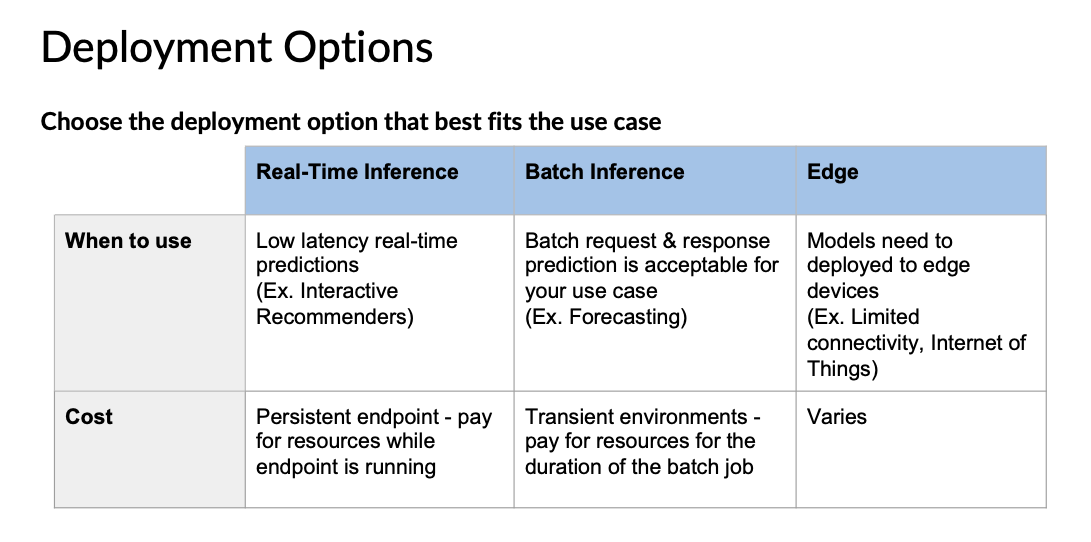 Deployment Options
Choose the deployment option that best fits the use case
Real-Time Inference
Batch Inference
Edge
When to use
Low latency real-time
predictions
(Ex. Interactive
Recommenders)
Batch request & response
prediction is acceptable for
your use case
(Ex. Forecasting)
Models need to
deployed to edge
devices
(Ex. Limited
connectivity, Internet of
Things)
Cost
Persistent endpoint - pay
for resources while
endpoint is running
Transient environments -
pay for resources for the
duration of the batch job
Varies